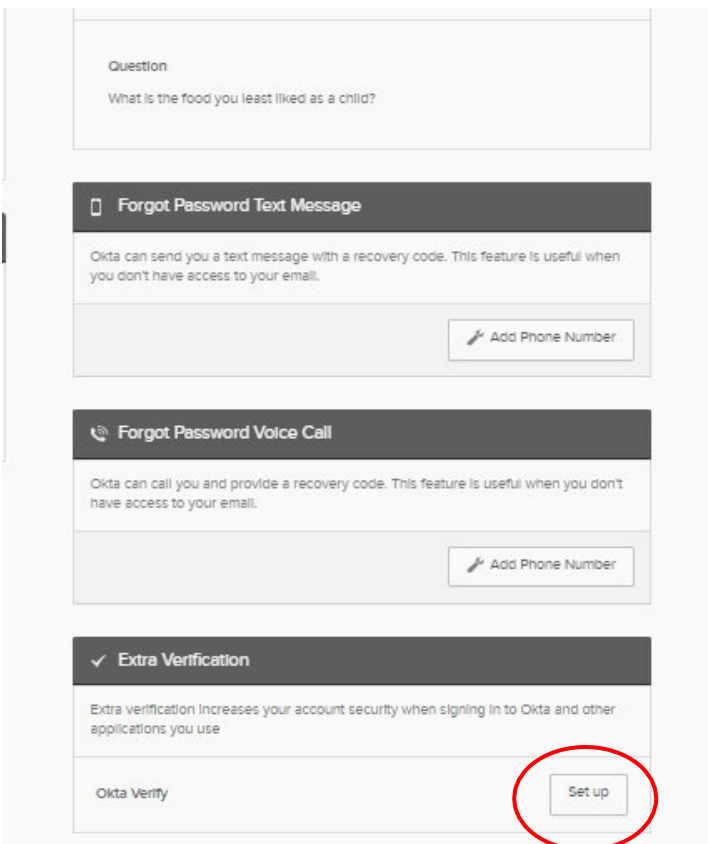 Question
What is the food you least liked as a child?
Forgot Password Text Message
Okta can send you a text message with a recovery code. This feature is useful when
you don't have access to your email.
Add Phone Number
Forgot Password Voice Call
Okta can call you and provide a recovery code. This feature is useful when you don't
have access to your email.
Add Phone Number
Extra Verification
Extra verification increases your account security when signing in to Okta and other
applications you use
Okta Verify
Set up